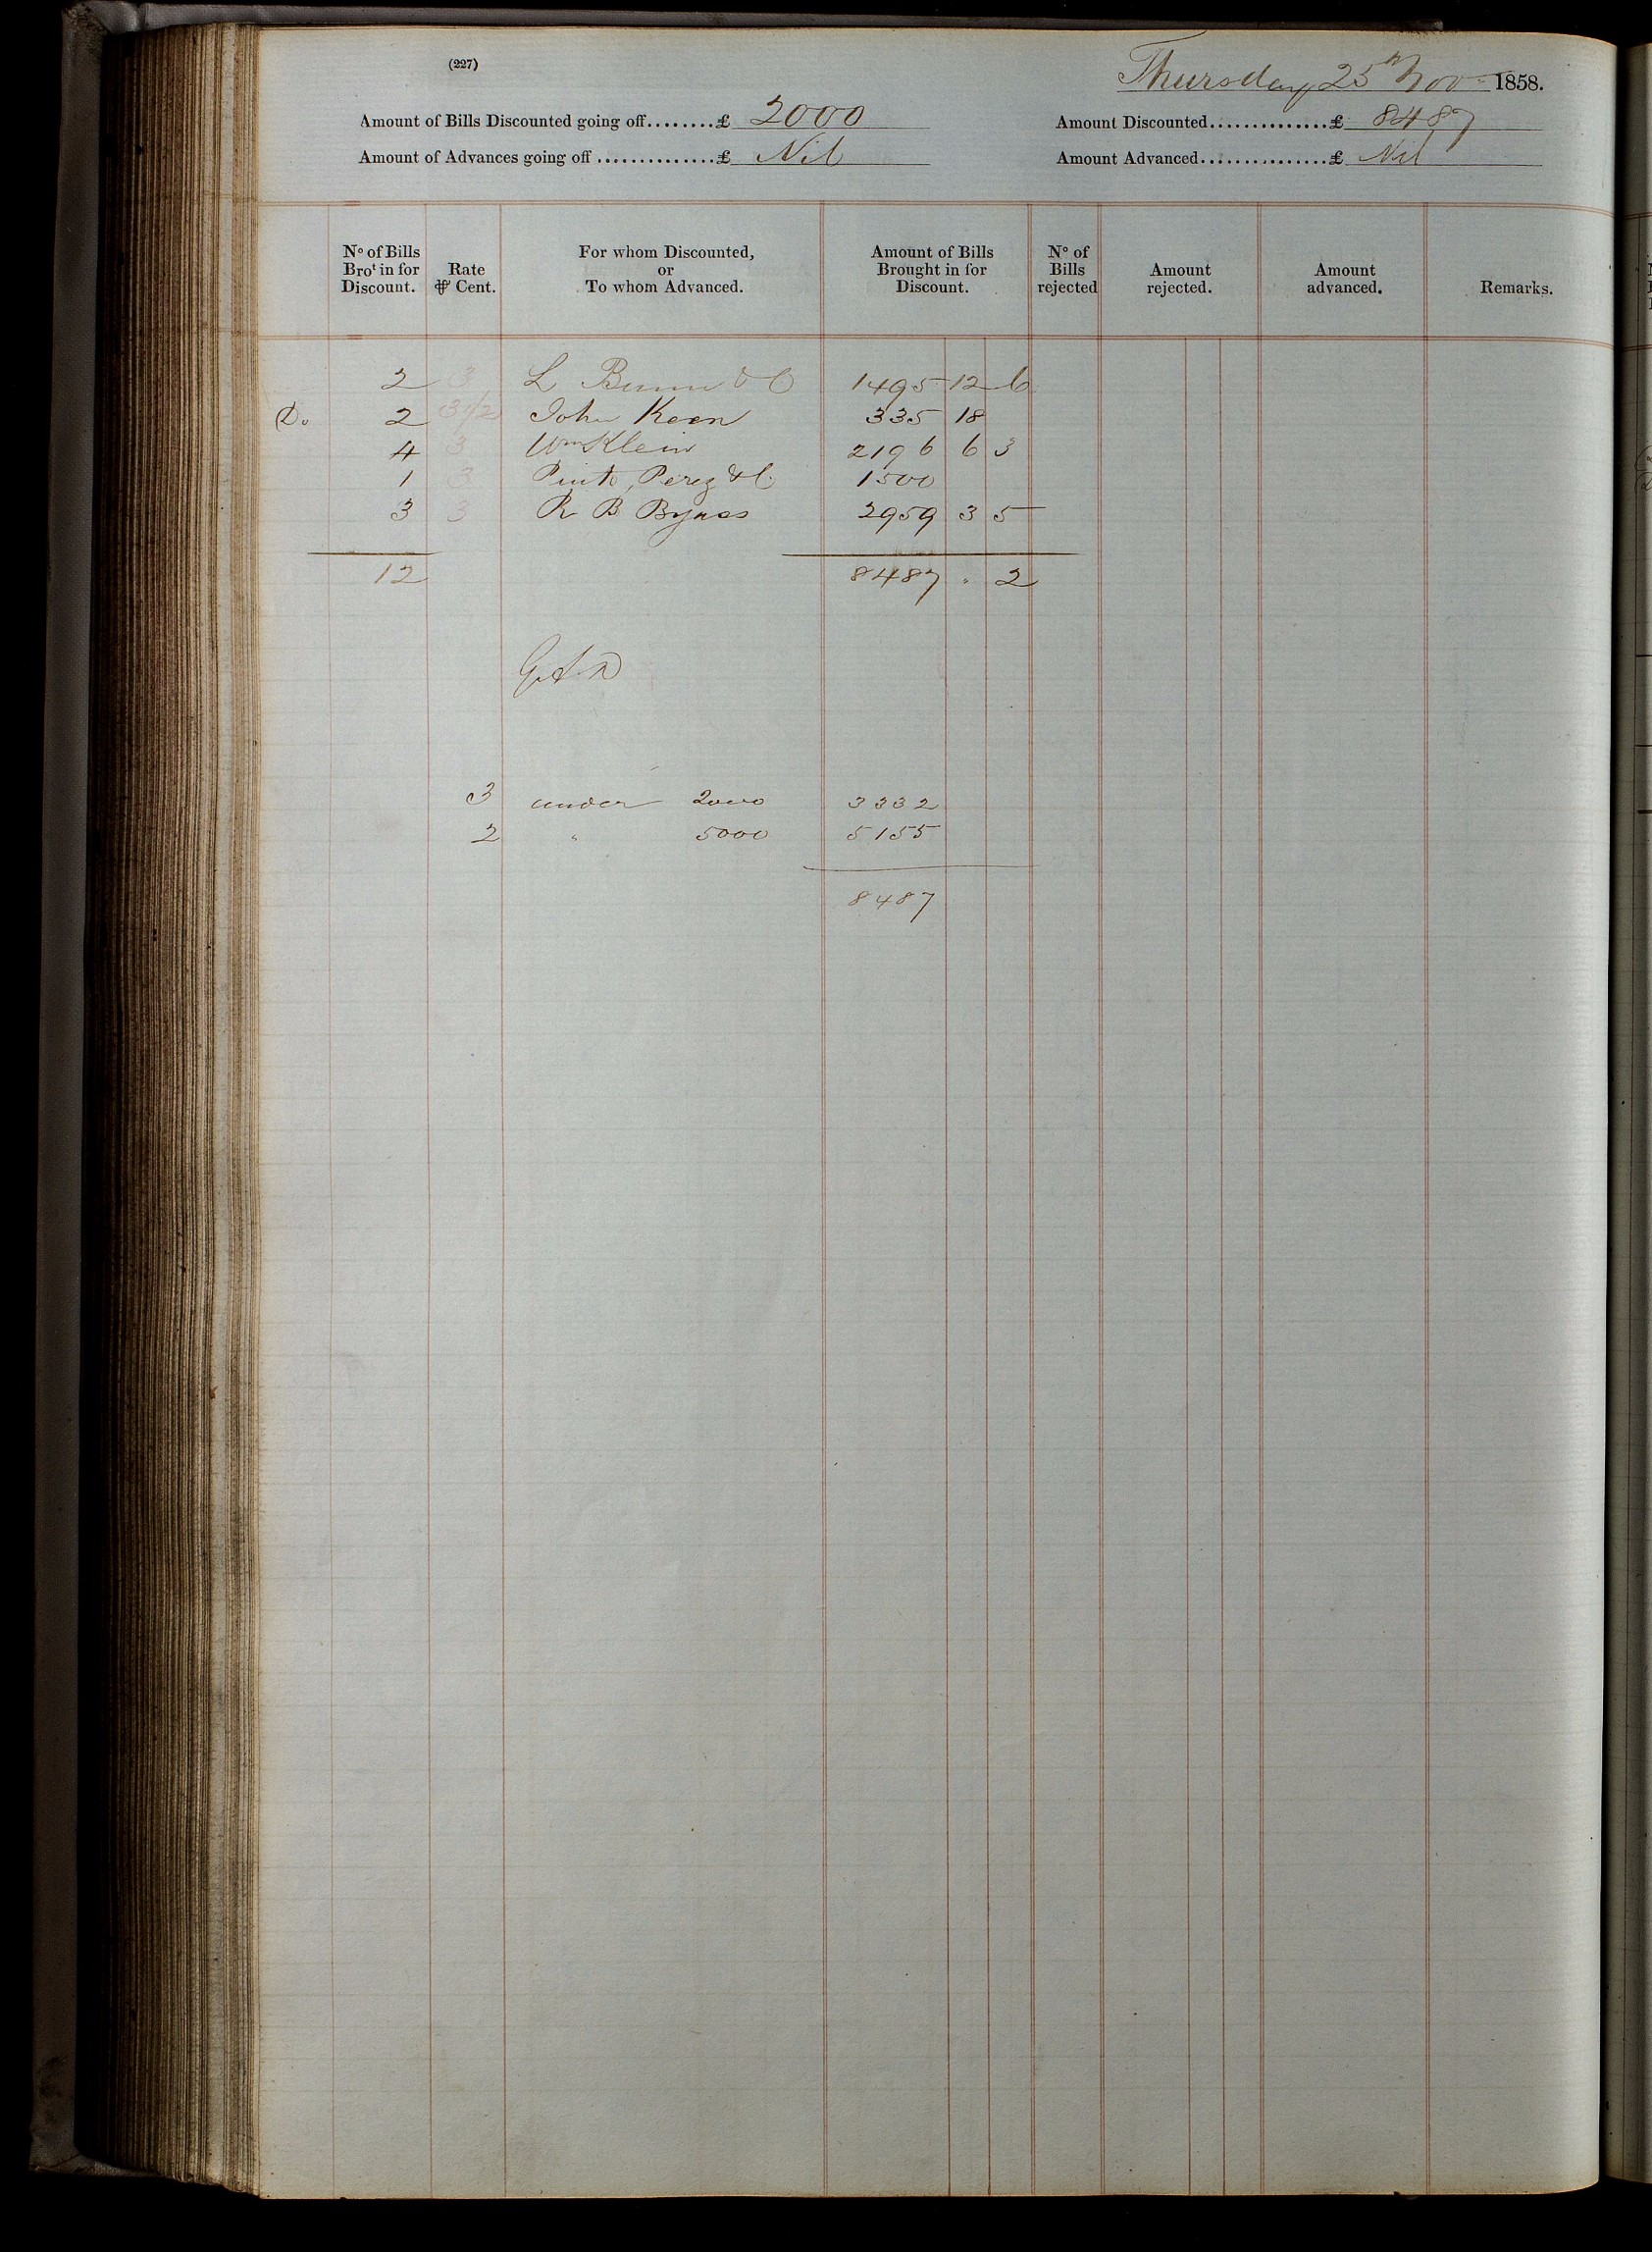 (227)
Thursday 25th Nov 1858.
Amount of Bills Discounted going off........£ 2000
Amount Discounted..............£ 8487
Amount of Advances going off..............£ Nil
Amount Advanced...............£ Nil
No of Bills Brot in for Discount.
Rate ⅌ Cent.
For whom Discounted, or To whom Advanced.
Amount of Bills Brought in for Discount.
No of Bills rejected
Amount rejected.
Amount advanced.
Remarks.
2 3 L Bunn & C 1495 12 6
D. 2 3 1/2 John Keen 335 18
4 3 Wm Klein 2196 6 3
1 3 Pinto, Perez & C. 1500
3 3 R B Byass 2959 3 5
12 8487 . 2
3 under 2000 3332
2 " 5000 5155
8487